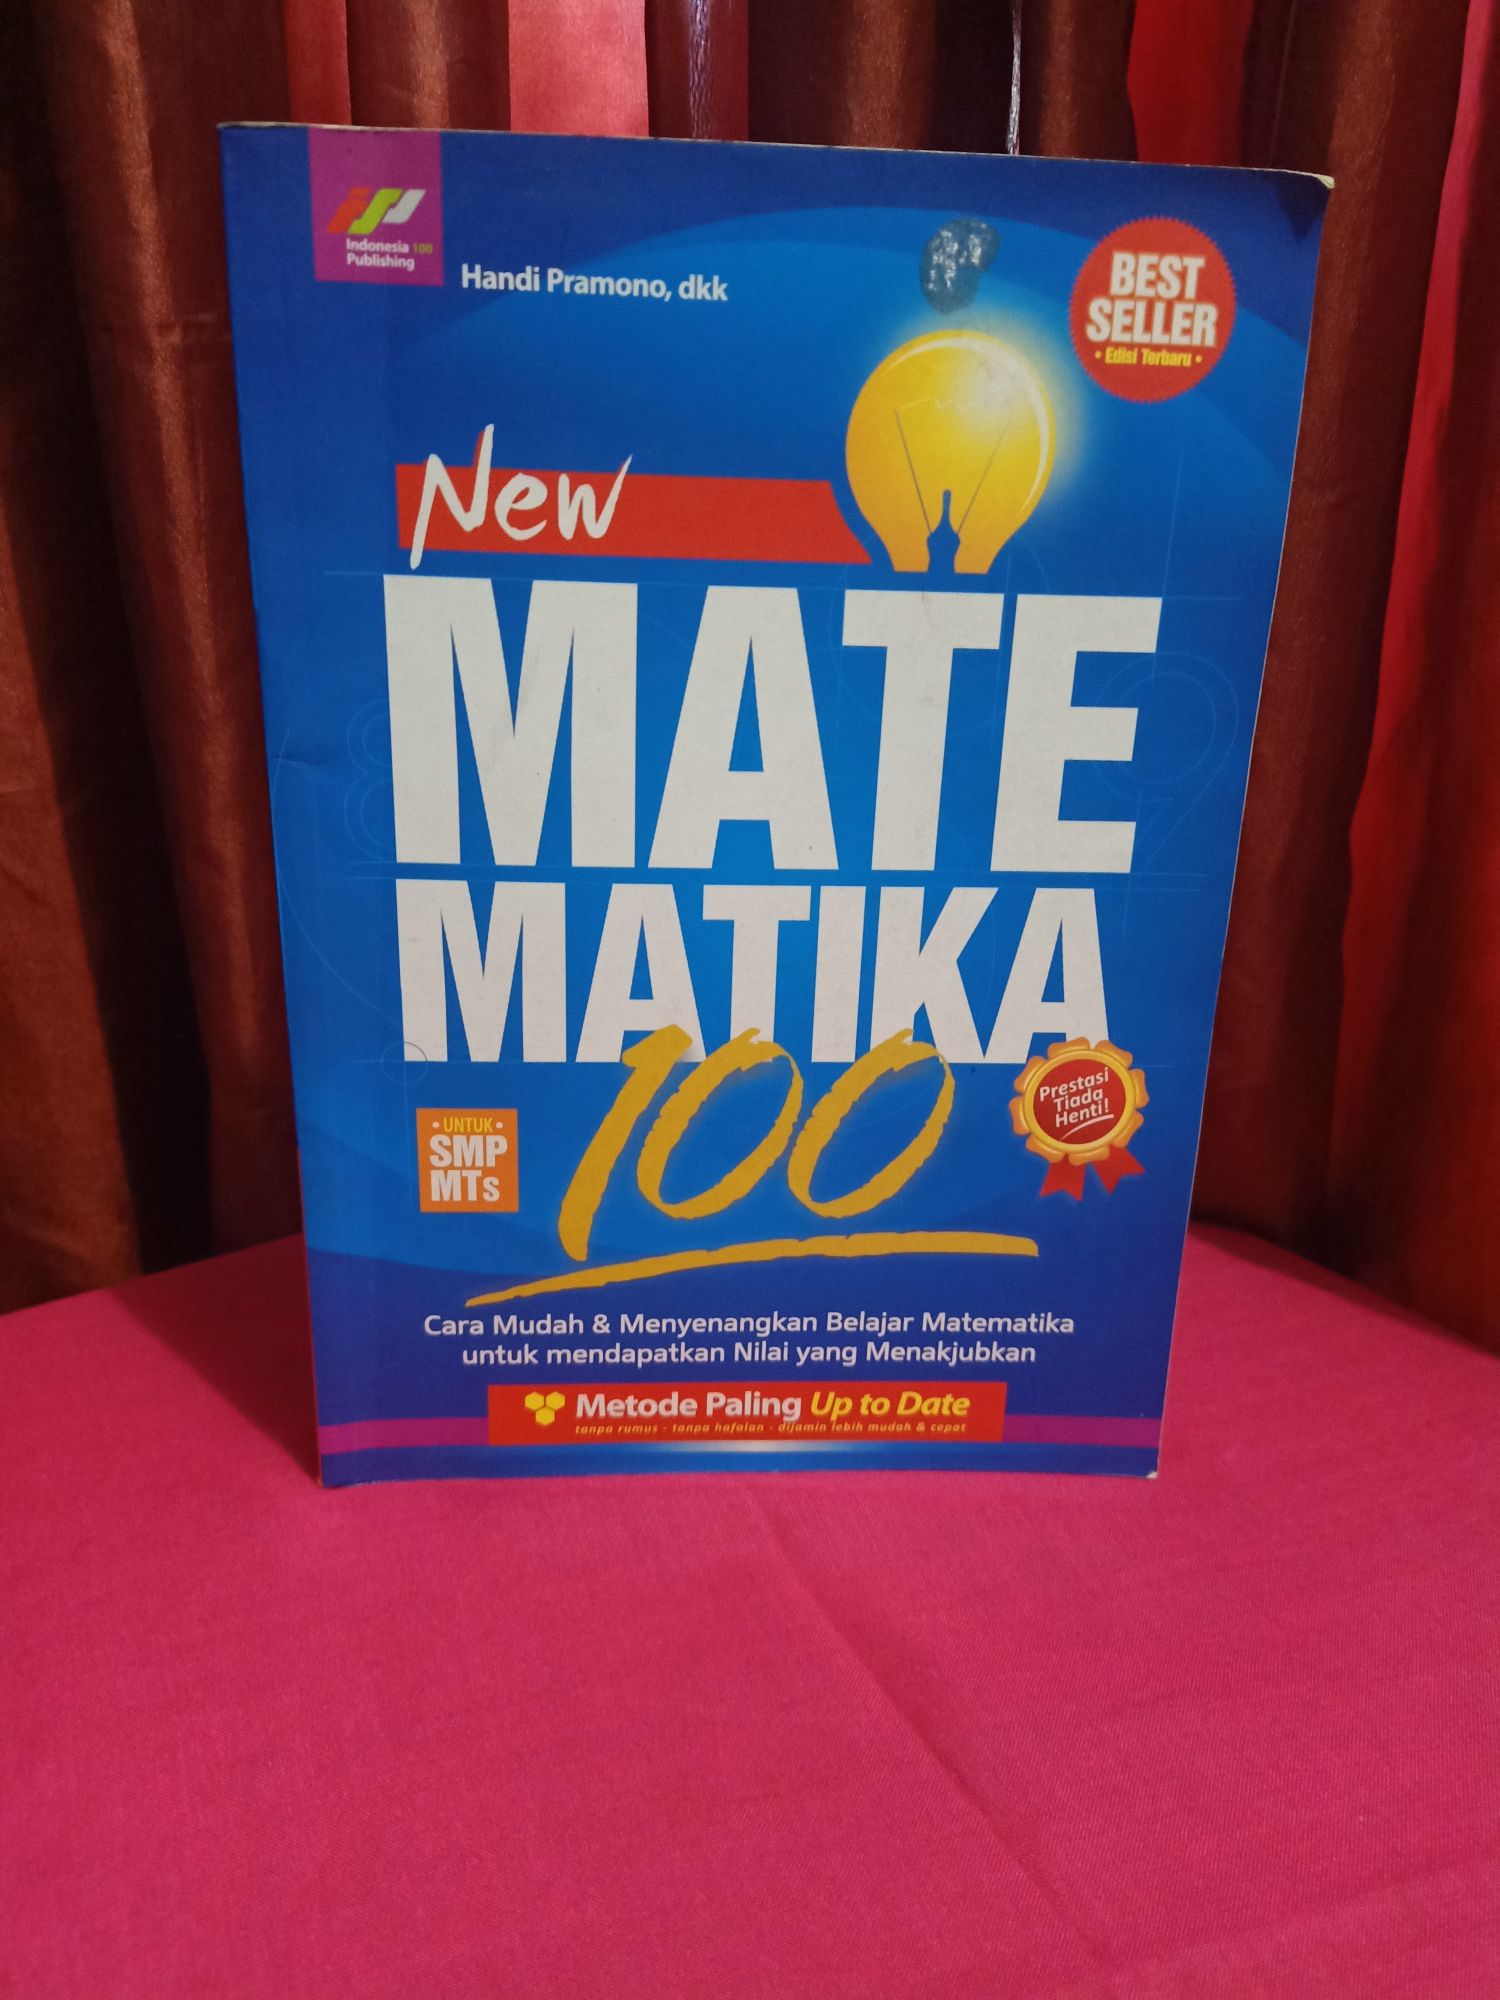 Indonesia 100
Publishing
Handi Pramono, dkk
BEST
SELLER
• Edisi Terbaru •
New
MATE
MATIKA
100
Prestasi
Tiada
Henti!
• UNTUK •
SMP
MTs
Cara Mudah & Menyenangkan Belajar Matematika
untuk mendapatkan Nilai yang Menakjubkan
Metode Paling Up to Date
tanpa rumus - tanpa hafalan - dijamin lebih mudah & cepat